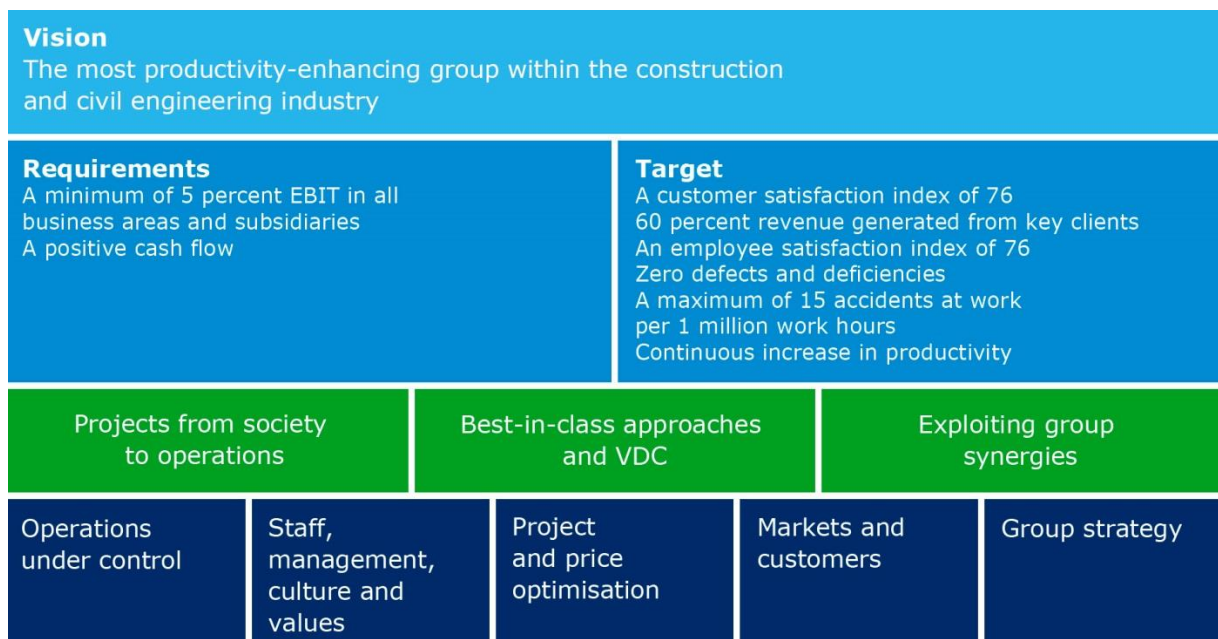 Vision
The most productivity-enhancing group within the construction
and civil engineering industry
Requirements
A minimum of 5 percent EBIT in all
business areas and subsidiaries
A positive cash flow
Target
A customer satisfaction index of 76
60 percent revenue generated from key clients
An employee satisfaction index of 76
Zero defects and deficiencies
A maximum of 15 accidents at work
per 1 million work hours
Continuous increase in productivity
Projects from society
to operations
Best-in-class approaches
and VDC
Exploiting group
synergies
Operations
under control
Staff,
management,
culture and
values
Project
and price
optimisation
Markets and
customers
Group strategy